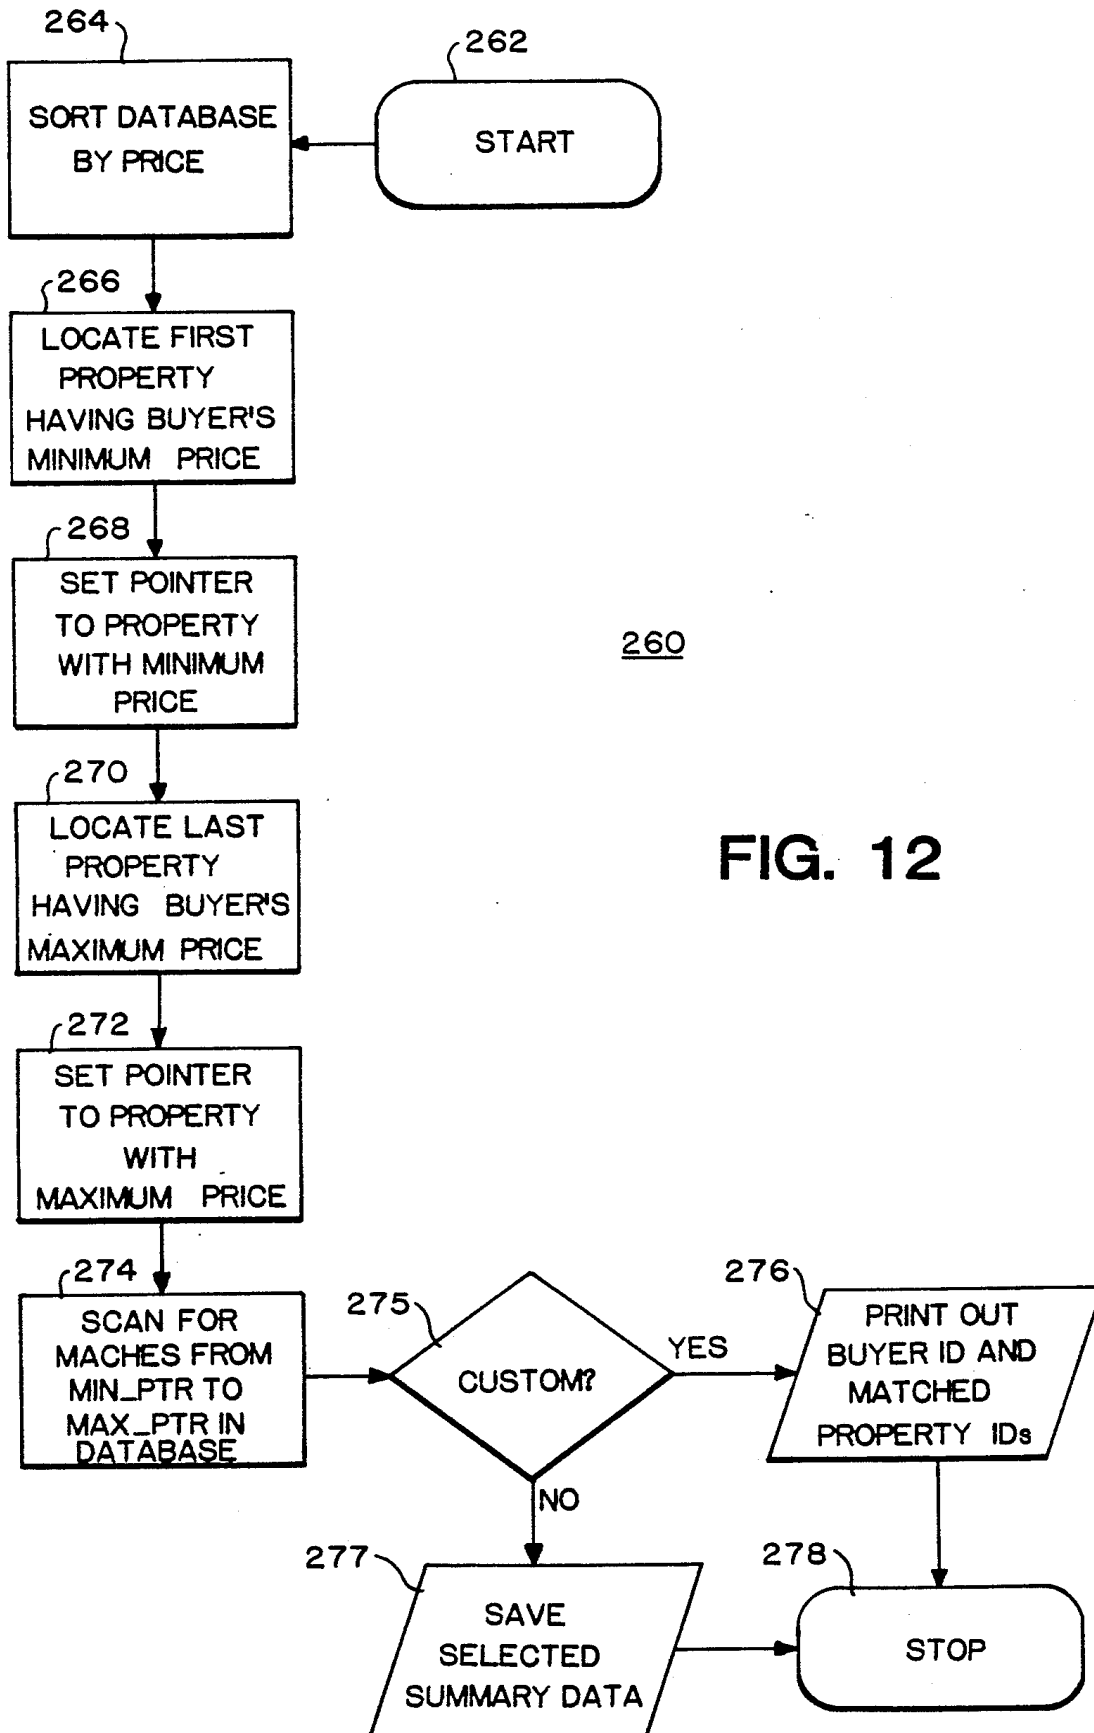 264
262
SORT DATABASE
BY PRICE
START
266
LOCATE FIRST
PROPERTY
HAVING BUYER'S
MINIMUM PRICE
268
SET POINTER
TO PROPERTY
WITH MINIMUM
PRICE
260
270
LOCATE LAST
PROPERTY
HAVING BUYER'S
MAXIMUM PRICE
FIG. 12
272
SET POINTER
TO PROPERTY
WITH
MAXIMUM PRICE
274
SCAN FOR
MACHES FROM
MIN_PTR TO
MAX_PTR IN
DATABASE
275
CUSTOM?
YES
NO
276
PRINT OUT
BUYER ID AND
MATCHED
PROPERTY IDs
277
SAVE
SELECTED
SUMMARY DATA
278
STOP